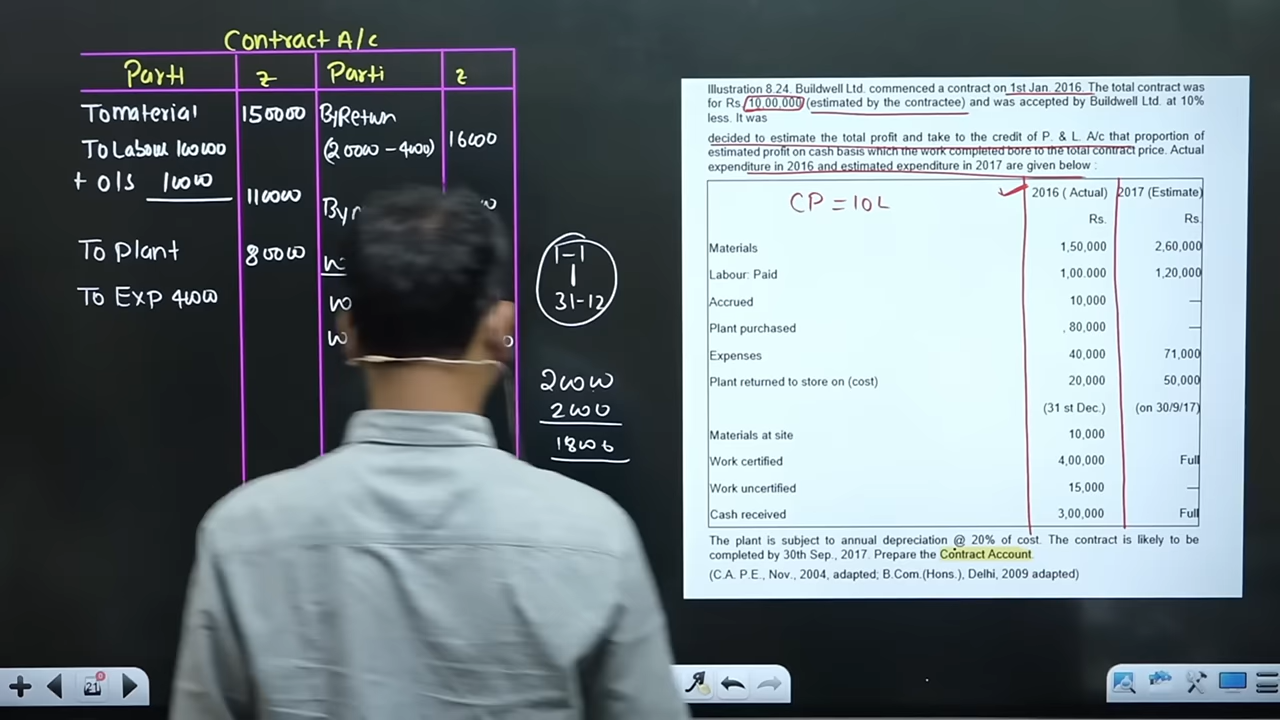 Contract A/c
Parti z Parti z
To material 150000 By Return
To Labour 100000 (20000 - 4000) 16000
+ O/s 10000
110000
By
To Plant 80000
To Exp 40000
1-1
31-12
20000
2000
18000
CP = 10L
Illustration 8.24. Buildwell Ltd. commenced a contract on 1st Jan. 2016. The total contract was
for Rs. 10,00,000 (estimated by the contractee) and was accepted by Buildwell Ltd. at 10%
less. It was
decided to estimate the total profit and take to the credit of P. & L. A/c that proportion of
estimated profit on cash basis which the work completed bore to the total contract price. Actual
expenditure in 2016 and estimated expenditure in 2017 are given below :
2016 ( Actual) 2017 (Estimate)
Rs. Rs.
Materials 1,50,000 2,60,000
Labour: Paid 1,00.000 1,20,000
Accrued 10,000 —
Plant purchased . 80,000 —
Expenses 40,000 71,000
Plant returned to store on (cost) 20,000 50,000
(31 st Dec.) (on 30/9/17)
Materials at site 10,000
Work certified 4,00,000 Full
Work uncertified 15,000 —
Cash received 3,00,000 Full
The plant is subject to annual depreciation @ 20% of cost. The contract is likely to be
completed by 30th Sep., 2017. Prepare the Contract Account.
(C.A. P.E., Nov., 2004, adapted; B.Com.(Hons.), Delhi, 2009 adapted)
21